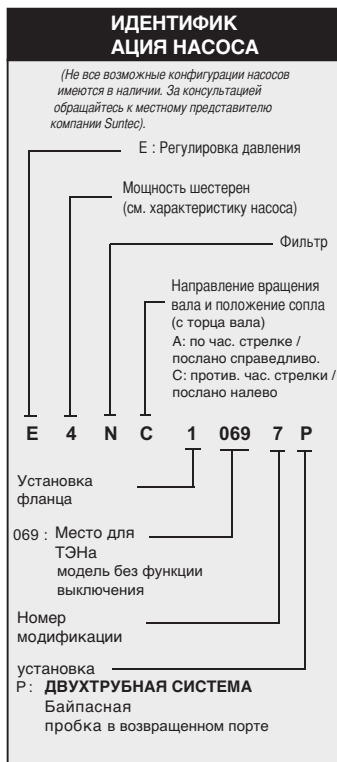 ИДЕНТИФИК
АЦИЯ НАСОСА
(Не все возможные конфигурации насосов
имеются в наличии. За консультацией
обращайтесь к местному представителю
компании Suntec).
E : Регулировка давления
Мощность шестерен
(см. характеристику насоса)
Фильтр
Направление вращения
вала и положение сопла
(с торца вала)
A: по час. стрелке /
послано справедливо.
C: против. час. стрелки /
послано налево
E 4 N C 1 069 7 P
Установка
фланца
069 : Место для
ТЭНа
модель без функции
выключения
Номер
модификации
установка
P : ДВУХТРУБНАЯ СИСТЕМА
Байпасная
пробка в возвращенном порте